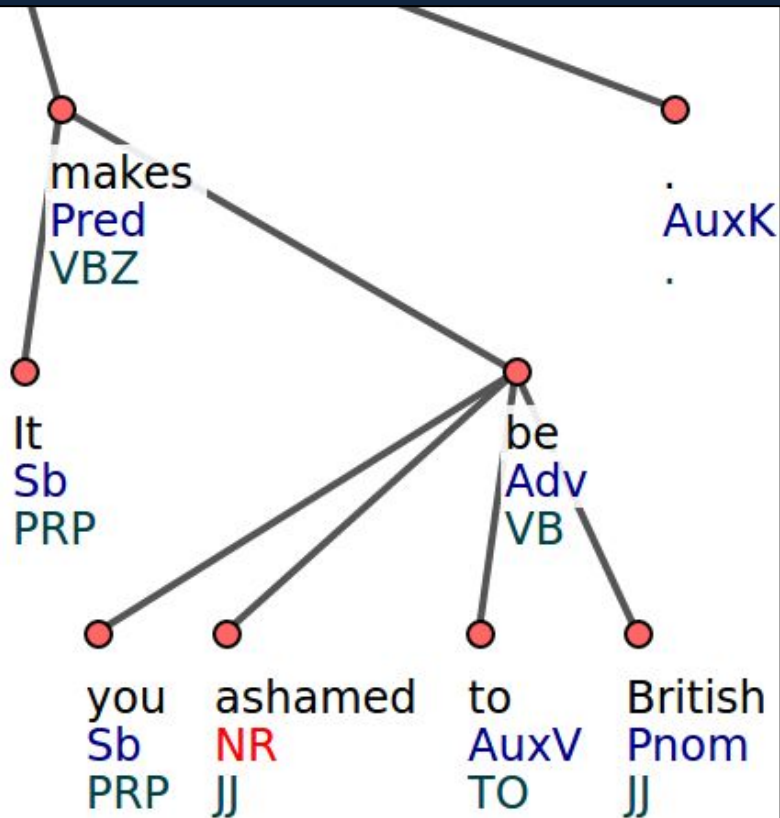 makes
Pred
VBZ
.
AuxK
.
It
Sb
PRP
be
Adv
VB
you
Sb
PRP
ashamed
NR
JJ
to
AuxV
TO
British
Pnom
JJ